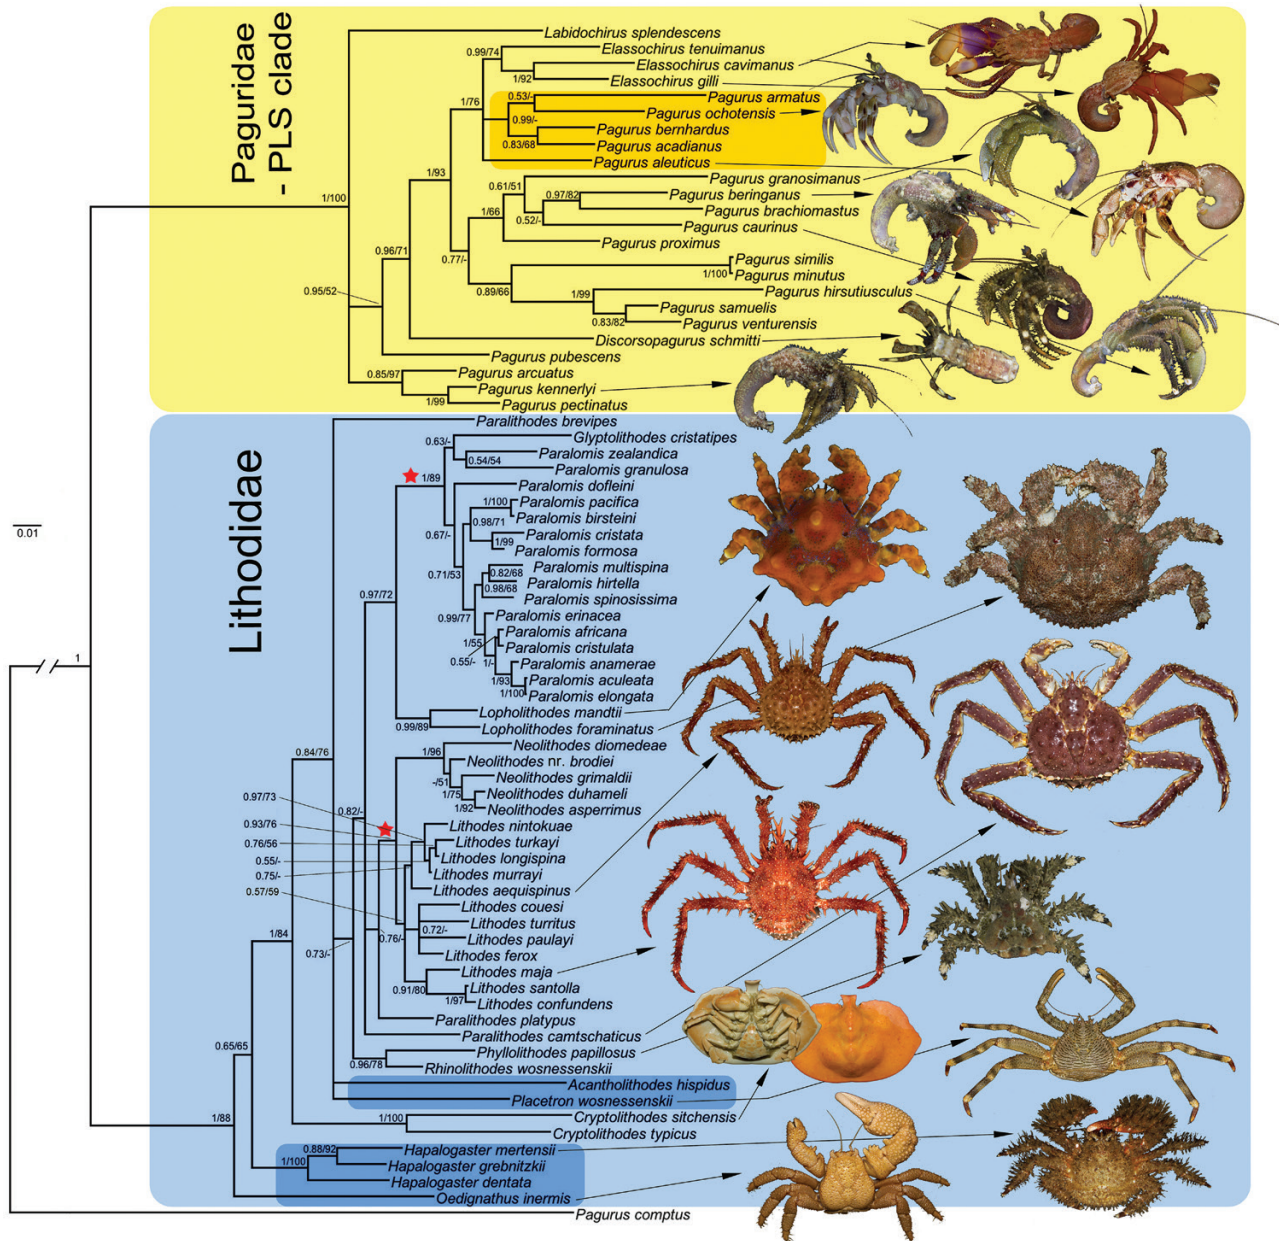 Paguridae
- PLS clade
Labidochirus splendescens
0.99/74
Elassochirus tenuimanus
Elassochirus cavimanus
1/92
Elassochirus gilli
0.53/-
Pagurus armatus
1/76
Pagurus ochotensis
0.99/-
Pagurus bernhardus
0.83/68
Pagurus acadianus
Pagurus aleuticus
1/93
0.61/51
Pagurus granosimanus
0.97/82
Pagurus beringanus
1/100
1/66
Pagurus brachiomastus
0.52/-
Pagurus caurinus
0.96/71
Pagurus proximus
0.77/-
Pagurus similis
1/100
Pagurus minutus
0.95/52
0.89/66
1/99
Pagurus hirsutiusculus
Pagurus samuelis
0.83/82
Pagurus venturensis
Discorsopagurus schmitti
Pagurus pubescens
0.85/97
Pagurus arcuatus
Pagurus kennerlyi
1/99
Pagurus pectinatus
Lithodidae
Paralithodes brevipes
0.63/-
Glyptolithodes cristatipes
Paralomis zealandica
0.54/54
Paralomis granulosa
1/89
Paralomis dofleini
1/100
Paralomis pacifica
0.98/71
Paralomis birsteini
0.01
0.67/-
Paralomis cristata
1/99
Paralomis formosa
0.71/53
0.82/68
Paralomis multispina
Paralomis hirtella
0.98/68
0.97/72
Paralomis spinosissima
0.99/77
Paralomis erinacea
Paralomis africana
1/55
Paralomis cristulata
0.55/-
1/-
Paralomis anamerae
1/93
Paralomis aculeata
1/100
Paralomis elongata
1
Lopholithodes mandtii
0.99/89
Lopholithodes foraminatus
0.84/76
1/96
Neolithodes diomedeae
Neolithodes nr. brodiei
-/51
Neolithodes grimaldii
1/75
Neolithodes duhameli
0.97/73
1/92
Neolithodes asperrimus
0.82/-
0.93/76
Lithodes nintokuae
0.76/56
Lithodes turkayi
0.55/-
Lithodes longispina
0.75/-
Lithodes murrayi
0.57/59
Lithodes aequispinus
Lithodes couesi
Lithodes turritus
0.72/-
1/84
0.76/-
Lithodes paulayi
0.73/-
Lithodes ferox
Lithodes maja
0.91/80
Lithodes santolla
1/97
Lithodes confundens
Paralithodes platypus
Paralithodes camtschaticus
0.65/65
Phyllolithodes papillosus
0.96/78
Rhinolithodes wosnessenskii
Acantholithodes hispidus
Placetron wosnessenskii
1/88
Cryptolithodes sitchensis
1/100
Cryptolithodes typicus
0.88/92
Hapalogaster mertensii
1/100
Hapalogaster grebnitzkii
Hapalogaster dentata
Oedignathus inermis
Pagurus comptus